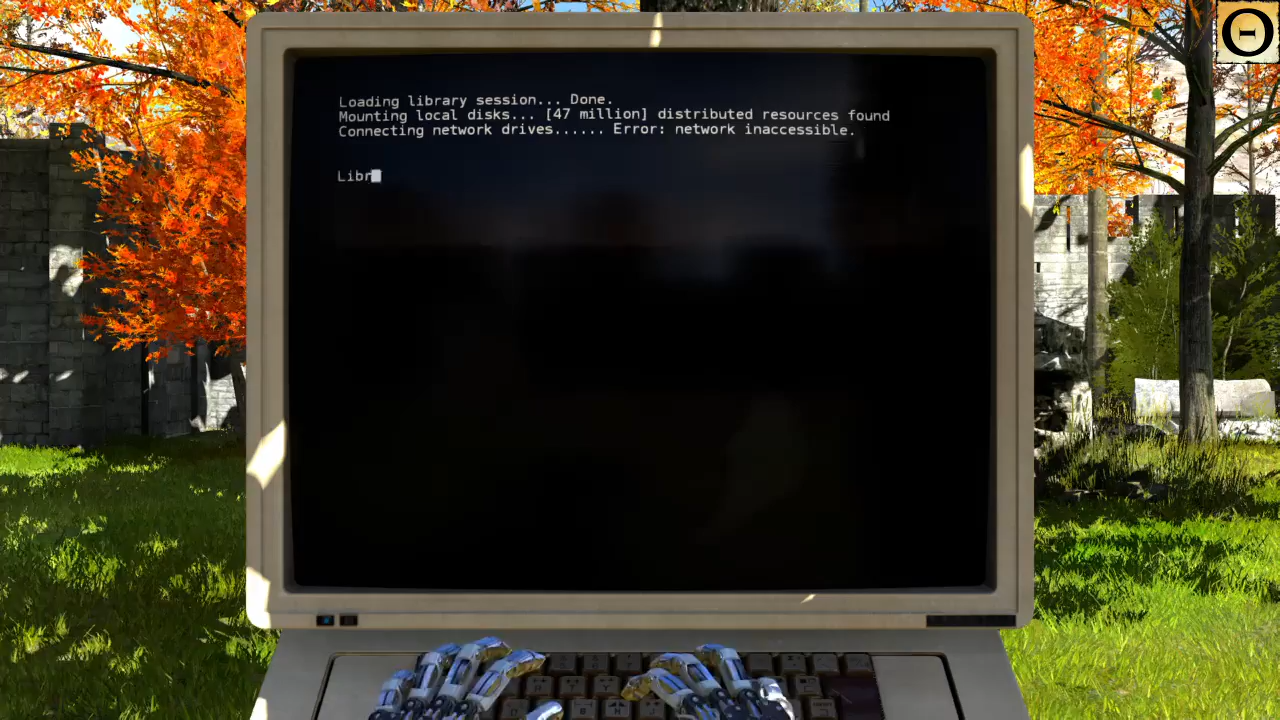 Loading library session... Done.
Mounting local disks... [47 million] distributed resources found
Connecting network drives...... Error: network inaccessible.
Libr